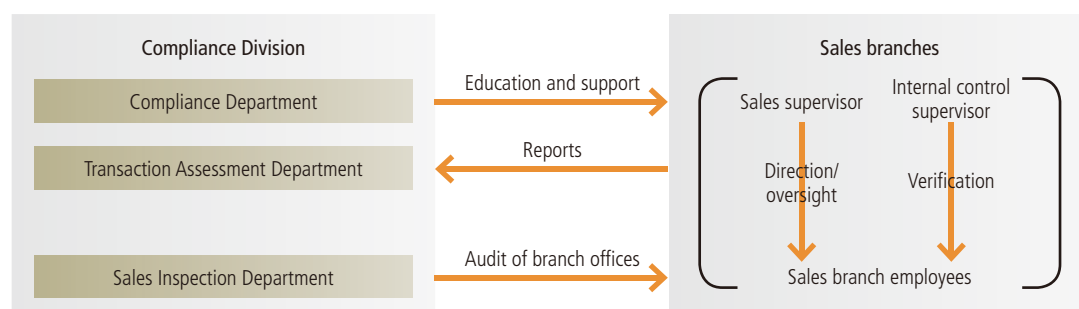 Compliance Division
Compliance Department
Transaction Assessment Department
Sales Inspection Department
Education and support
Reports
Audit of branch offices
Sales branches
Sales supervisor
Internal control
supervisor
Direction/
oversight
Verification
Sales branch employees